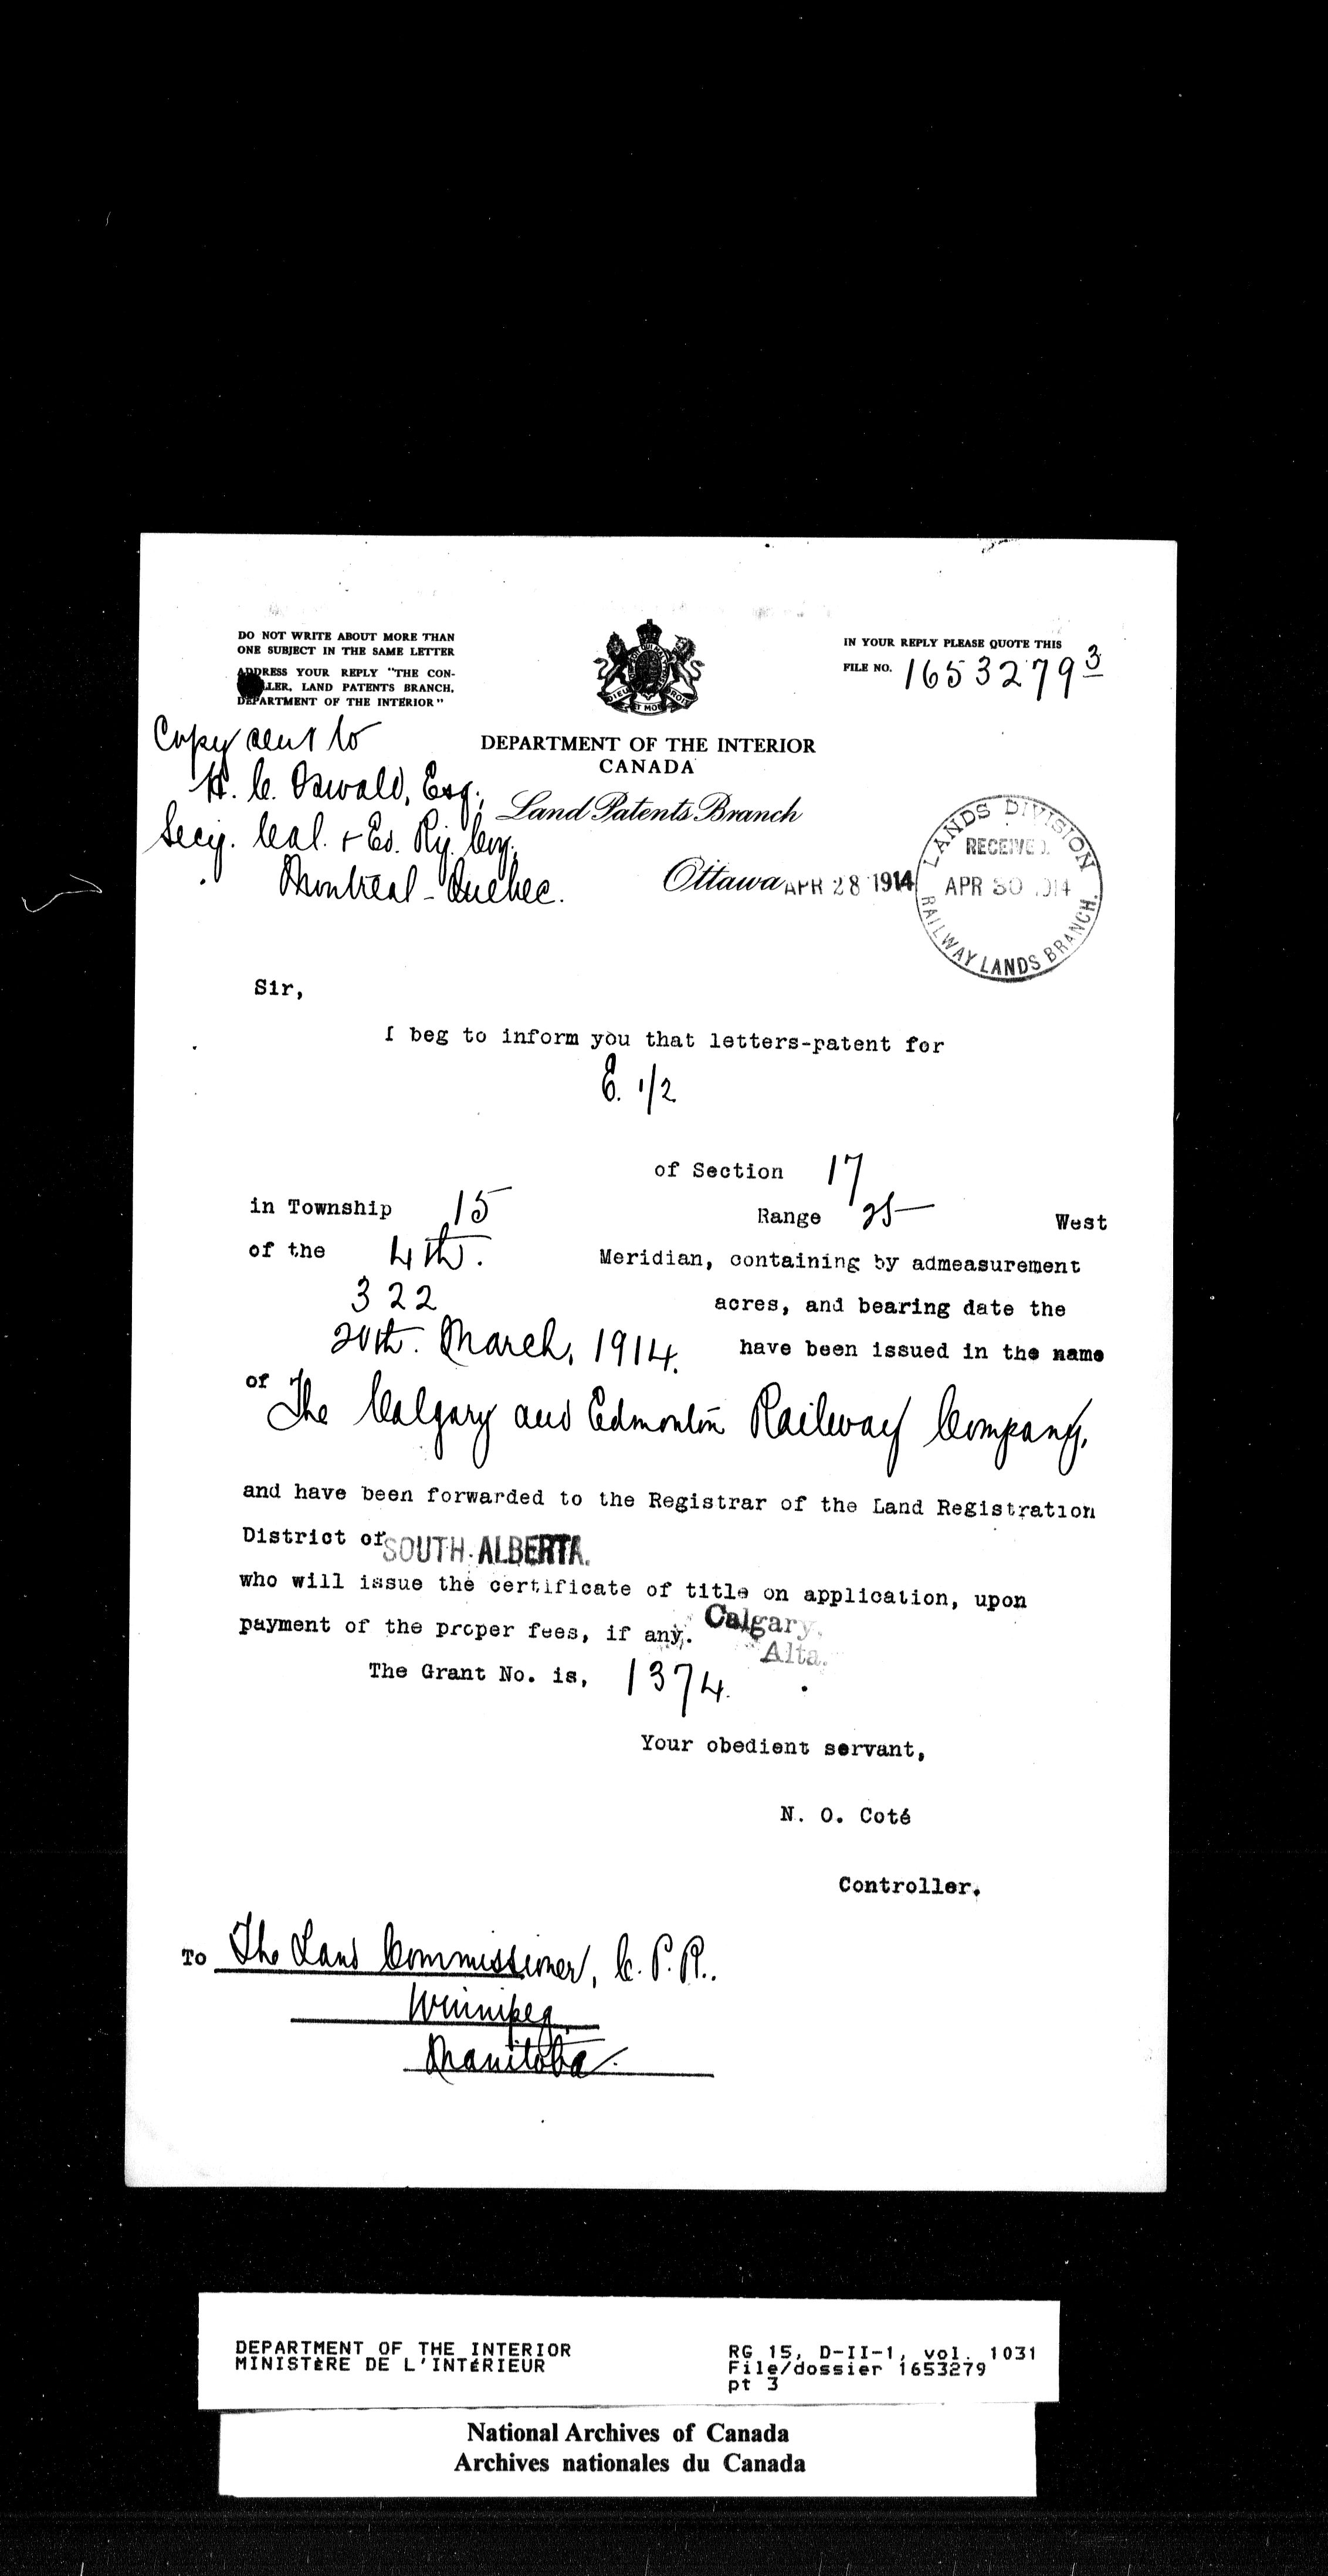 DO NOT WRITE ABOUT MORE THAN
ONE SUBJECT IN THE SAME LETTER
ADDRESS YOUR REPLY "THE CON-
LLER, LAND PATENTS BRANCH,
DEPARTMENT OF THE INTERIOR"
DIEU ET MON DROIT
IN YOUR REPLY PLEASE QUOTE THIS
FILE NO. 1653279 3
DEPARTMENT OF THE INTERIOR
CANADA
Land Patents Branch
Copy sent to
H. C. Oswald, Esq.,
Secy. Cal. & Ed. Ry. Coy.,
Montreal - Quebec.
Ottawa APR 28 1914
LANDS DIVISION
RECEIVED
APR 30 1914
RAILWAY LANDS BRANCH.
Sir,
I beg to inform you that letters-patent for
E. 1/2
of Section 17
in Township 15 Range 25 West
of the 4th. Meridian, containing by admeasurement
322 acres, and bearing date the
March, 1914. have been issued in the name
of The Calgary and Edmonton Railway Company,
and have been forwarded to the Registrar of the Land Registration
District of SOUTH ALBERTA.
who will issue the certificate of title on application, upon
payment of the proper fees, if any. Calgary,
Alta.
The Grant No. is, 1374.
Your obedient servant,
N. O. Coté
Controller.
To The Land Commissioner, C. P. R..
Winnipeg
Manitoba.
DEPARTMENT OF THE INTERIOR
MINISTÈRE DE L'INTÉRIEUR
RG 15, D-II-1, vol. 1031
File/dossier 1653279
pt 3
National Archives of Canada
Archives nationales du Canada